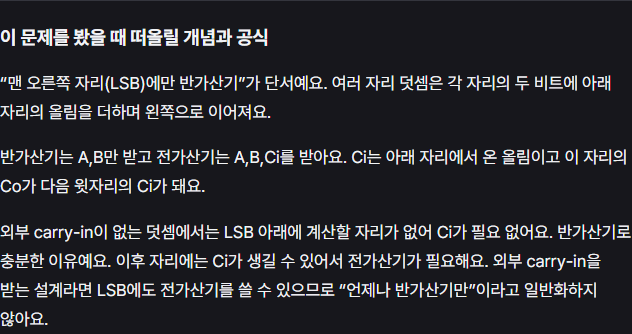 이 문제를 봤을 때 떠올릴 개념과 공식
“맨 오른쪽 자리(LSB)에만 반가산기”가 단서예요. 여러 자리 덧셈은 각 자리의 두 비트에 아래
자리의 올림을 더하며 왼쪽으로 이어져요.
반가산기는 A,B만 받고 전가산기는 A,B,Ci를 받아요. Ci는 아래 자리에서 온 올림이고 이 자리의
Co가 다음 윗자리의 Ci가 돼요.
외부 carry-in이 없는 덧셈에서는 LSB 아래에 계산할 자리가 없어 Ci가 필요 없어요. 반가산기로
충분한 이유예요. 이후 자리에는 Ci가 생길 수 있어서 전가산기가 필요해요. 외부 carry-in을
받는 설계라면 LSB에도 전가산기를 쓸 수 있으므로 “언제나 반가산기만”이라고 일반화하지
않아요.